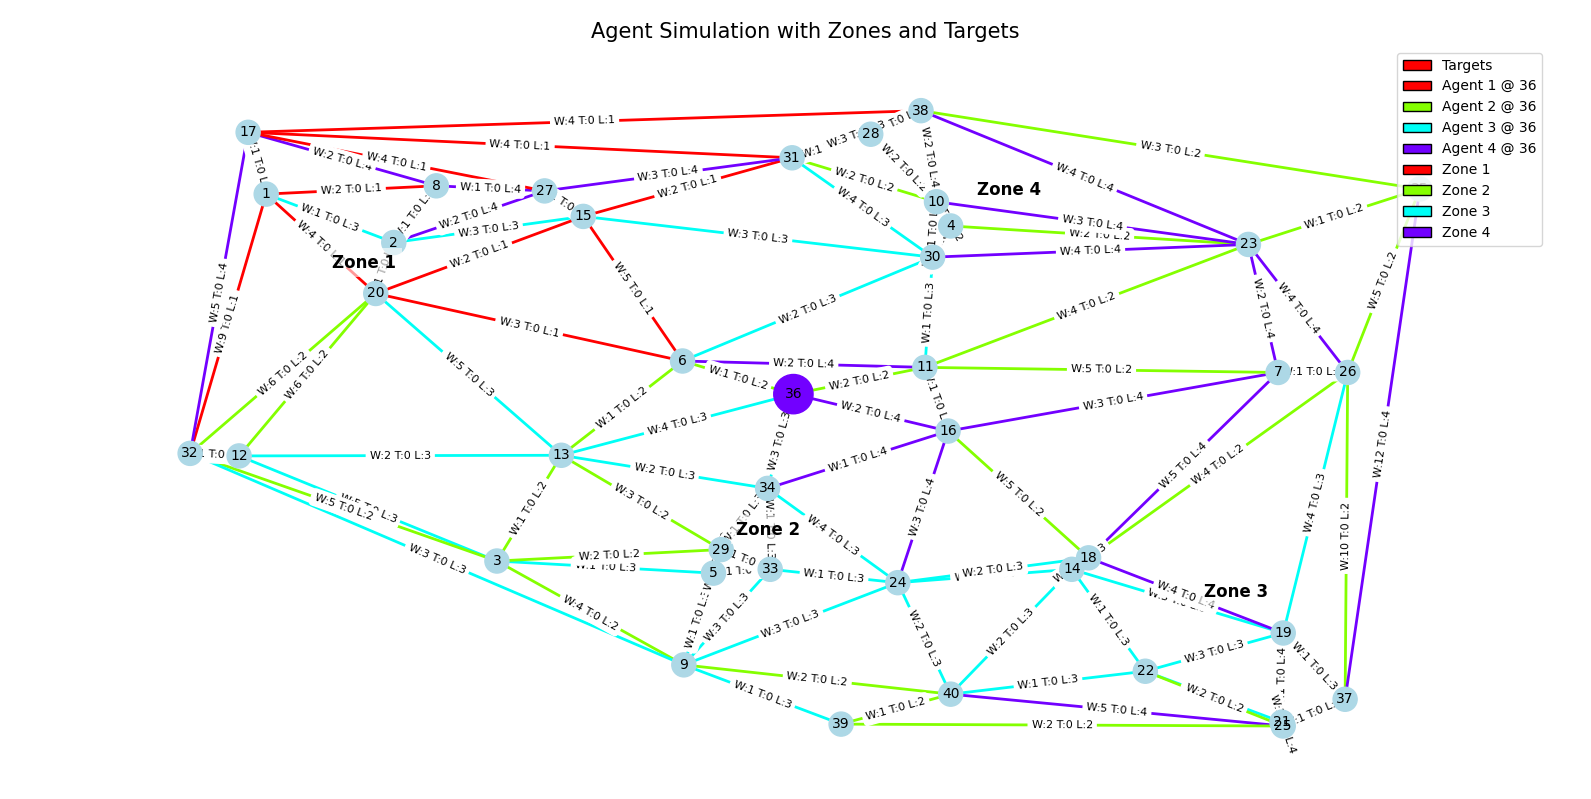 Agent Simulation with Zones and Targets
Targets
Agent 1 @ 36
Agent 2 @ 36
Agent 3 @ 36
Agent 4 @ 36
Zone 1
Zone 2
Zone 3
Zone 4
38
W:4 T:0 L:1
17
28
W:4 T:0 L:1
W:3 T:0 L:2
31
W:2 T:0 L:4
W:4 T:0 L:1
W:2 T:0 L:4
W:4 T:0 L:4
1
W:2 T:0 L:1
8
W:1 T:0 L:4
27
W:3 T:0 L:4
W:2 T:0 L:1
W:2 T:0 L:2
Zone 4
10
W:1 T:0 L:3
W:2 T:0 L:4
15
W:4 T:0 L:3
W:3 T:0 L:4
W:1 T:0 L:2
4
W:2 T:0 L:2
2
W:3 T:0 L:3
W:3 T:0 L:3
23
W:4 T:0 L:4
30
Zone 1
W:2 T:0 L:1
20
W:5 T:0 L:1
W:5 T:0 L:4
W:9 T:0 L:1
W:3 T:0 L:1
W:2 T:0 L:3
W:1 T:0 L:3
W:4 T:0 L:2
W:2 T:0 L:4
W:4 T:0 L:4
W:5 T:0 L:2
6
W:2 T:0 L:4
11
W:5 T:0 L:2
7
26
W:6 T:0 L:2
W:6 T:0 L:2
W:5 T:0 L:3
W:1 T:0 L:2
W:1 T:0 L:2
36
W:2 T:0 L:2
W:2 T:0 L:4
W:3 T:0 L:4
W:4 T:0 L:3
16
32
12
W:2 T:0 L:3
13
W:2 T:0 L:3
W:3 T:0 L:3
W:1 T:0 L:4
W:5 T:0 L:4
W:4 T:0 L:2
W:12 T:0 L:4
34
W:5 T:0 L:2
W:1 T:0 L:2
W:3 T:0 L:2
W:3 T:0 L:4
W:5 T:0 L:2
W:4 T:0 L:3
W:10 T:0 L:2
Zone 2
W:4 T:0 L:3
W:3 T:0 L:3
3
W:2 T:0 L:2
29
5
33
W:1 T:0 L:3
24
W:2 T:0 L:3
18
14
W:4 T:0 L:4
Zone 3
W:4 T:0 L:2
W:3 T:0 L:3
W:3 T:0 L:3
W:2 T:0 L:3
W:2 T:0 L:3
W:1 T:0 L:3
19
W:3 T:0 L:3
W:1 T:0 L:3
9
W:2 T:0 L:2
22
W:1 T:0 L:3
W:1 T:0 L:3
40
W:1 T:0 L:2
W:2 T:0 L:2
W:5 T:0 L:4
37
39
W:2 T:0 L:2
21
25